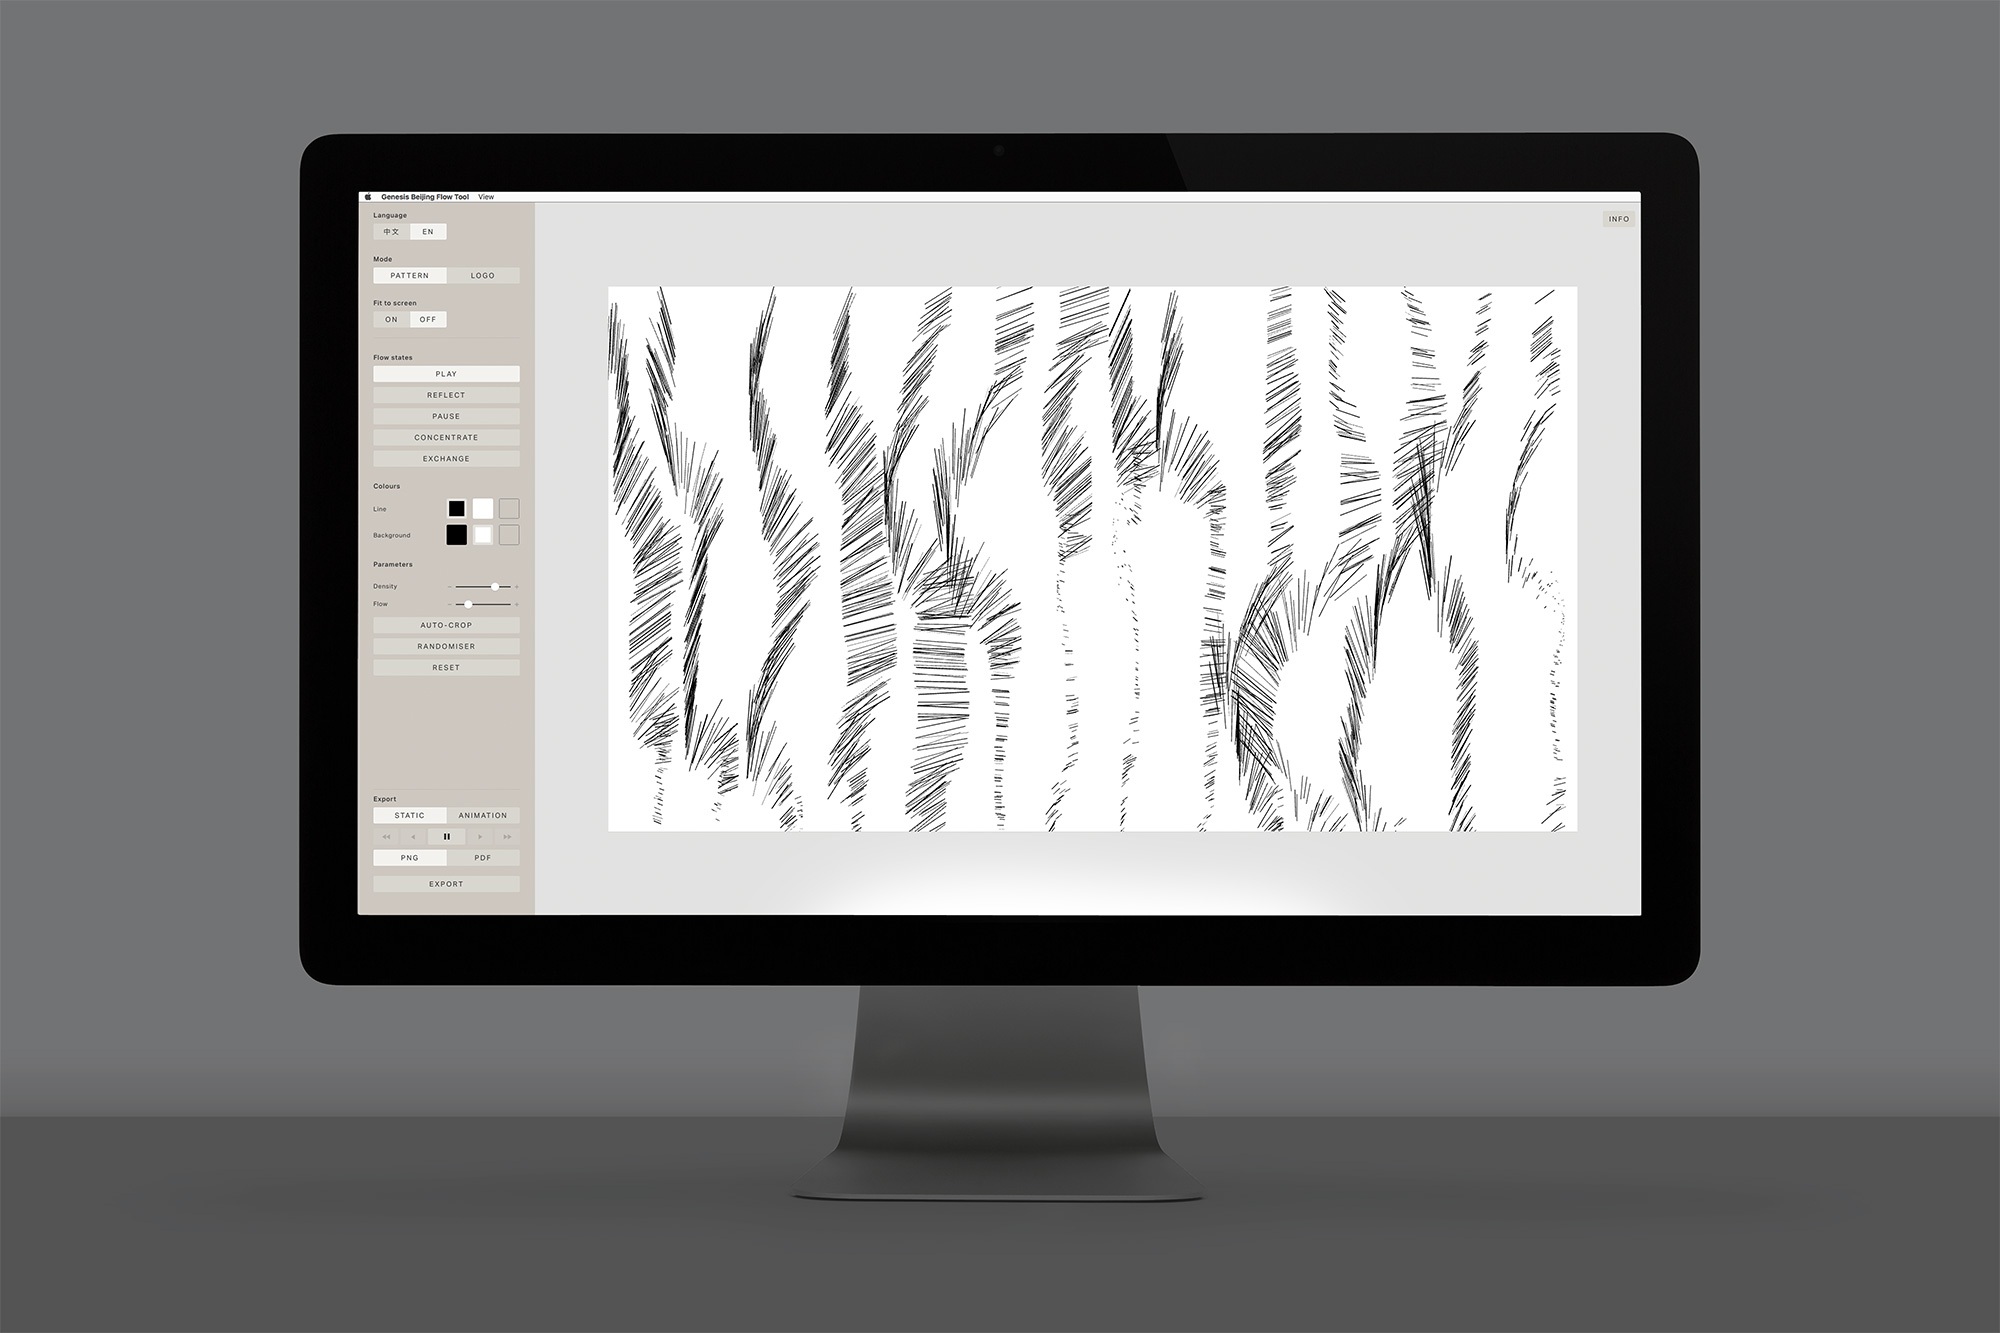 Genesis Beijing Flow Tool View
INFO
Language
中文 EN
Mode
PATTERN LOGO
Fit to screen
ON OFF
Flow states
PLAY
REFLECT
PAUSE
CONCENTRATE
EXCHANGE
Colours
Line
Background
Parameters
Density
Flow
AUTO-CROP
RANDOMISER
RESET
Export
STATIC ANIMATION
PNG PDF
EXPORT